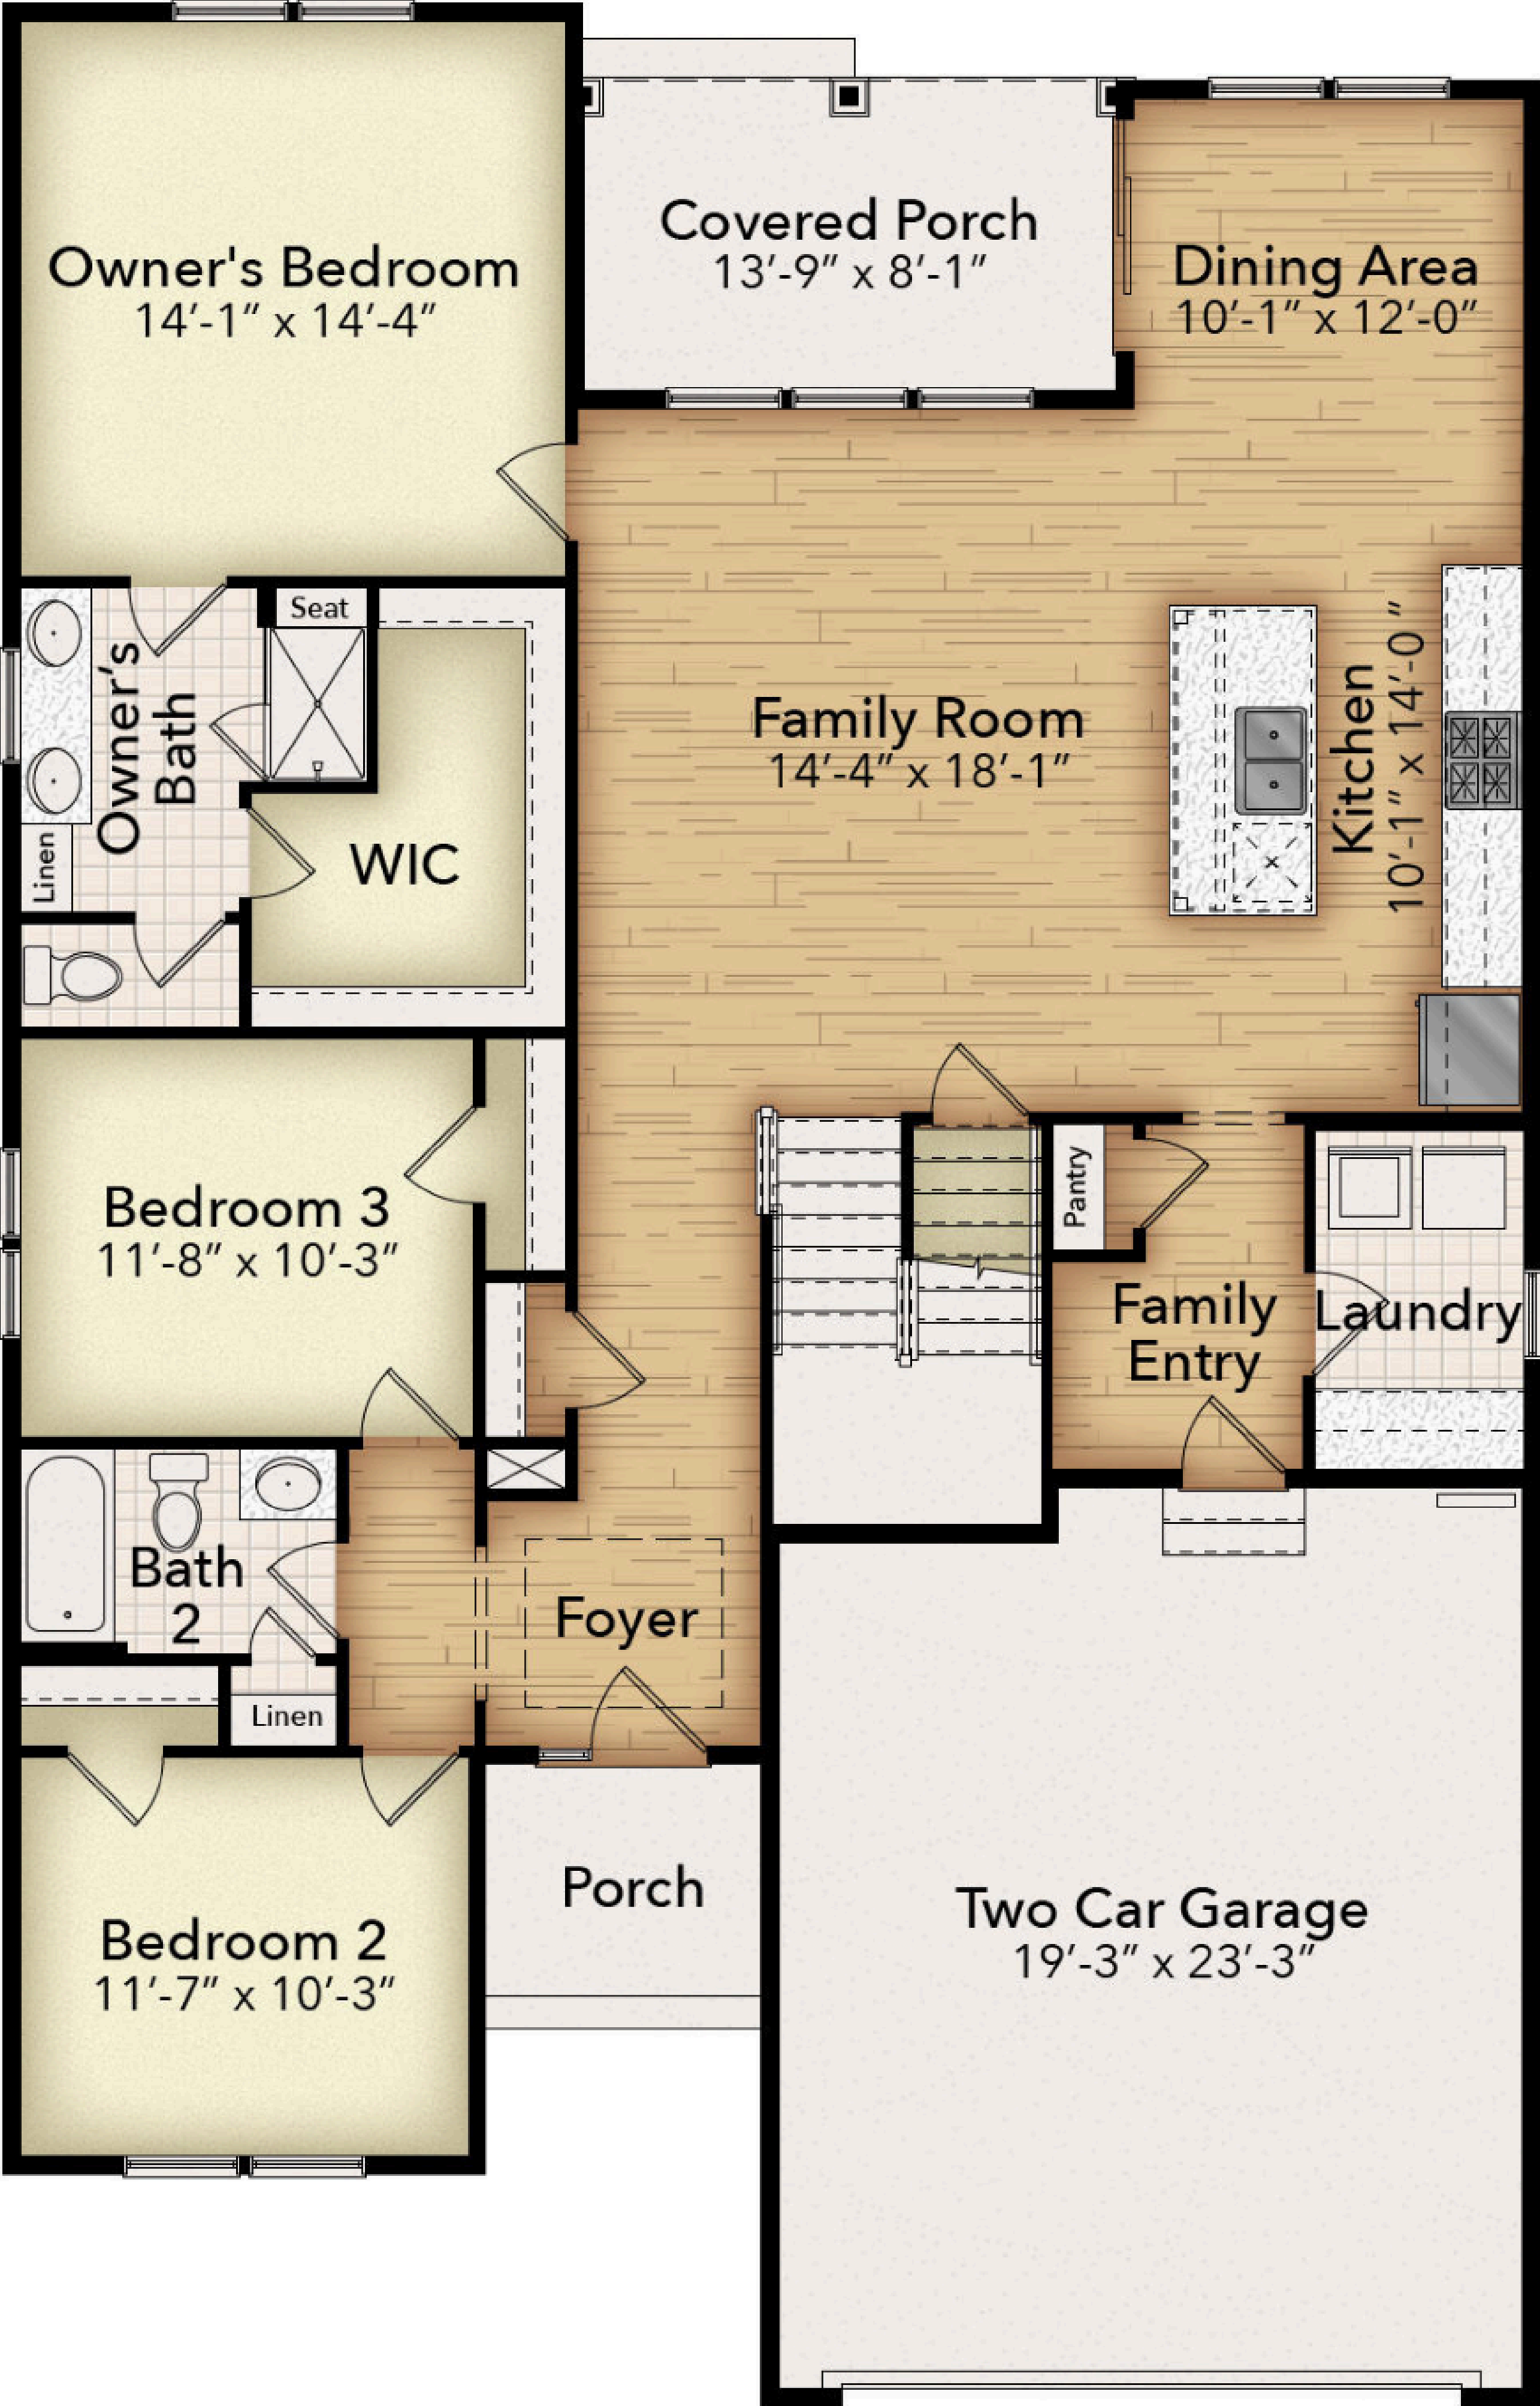 Covered Porch
13′-9″ x 8′-1″
Owner's Bedroom
14′-1″ x 14′-4″
Dining Area
10′-1″ x 12′-0″
Seat
Owner's
Bath
Linen
WIC
Family Room
14′-4″ x 18′-1″
Kitchen
10′-1″ x 14′-0″
Bedroom 3
11′-8″ x 10′-3″
Pantry
Family
Entry
Laundry
Bath
2
Linen
Foyer
Porch
Bedroom 2
11′-7″ x 10′-3″
Two Car Garage
19′-3″ x 23′-3″